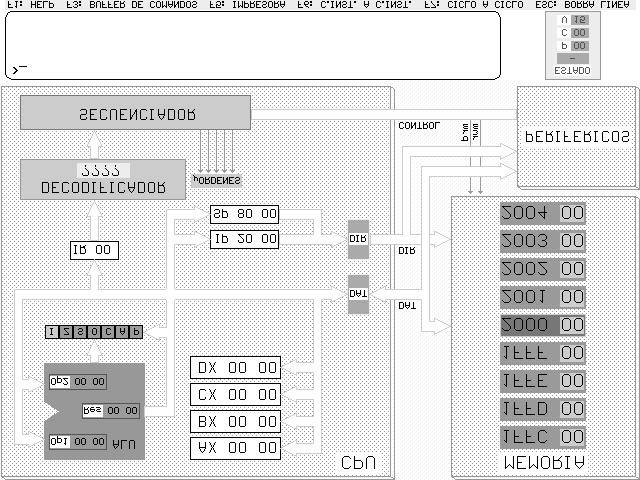 CPU
MEMORIA
AX 00 00
BX 00 00
CX 00 00
DX 00 00
ALU
Op1 00 00
Res 00 00
Op2 00 00
I Z S O C A P
1FFC 00
1FFD 00
1FFE 00
1FFF 00
2000 00
2001 00
2002 00
2003 00
2004 00
DAT
DAT
DIR
DIR
IR 00
IP 20 00
SP 80 00
DECODIFICADOR
????
µORDENES
SECUENCIADOR
CONTROL
PERIFERICOS
>_
ESTADO
-
P 00
C 00
V
F1: HELP F3: BUFFER DE COMANDOS F5: IMPRESORA F6: C.INST. A C.INST. F7: CICLO A CICLO ESC: BORRA LINEA